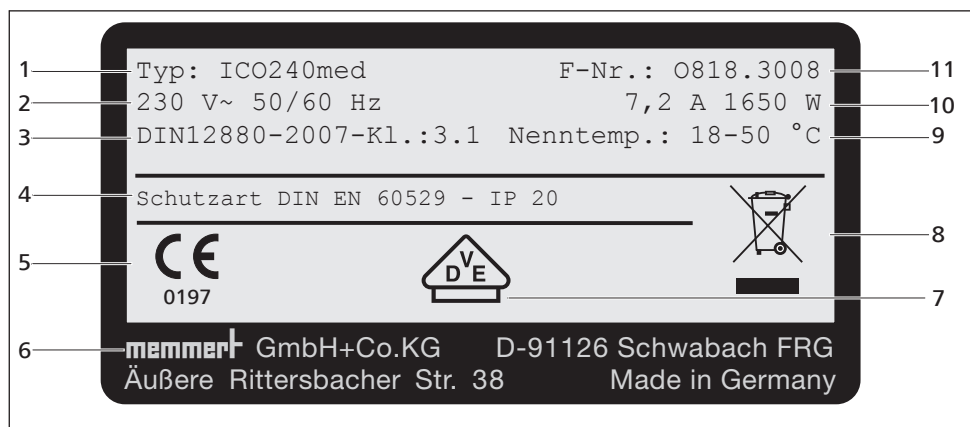 1 Typ: ICO240med F-Nr.: O818.3008 11
2 230 V~ 50/60 Hz 7,2 A 1650 W 10
3 DIN12880-2007-Kl.:3.1 Nenntemp.: 18-50 °C 9
4 Schutzart DIN EN 60529 - IP 20
8
5 CE
D V E
0197 7
6 memmert GmbH+Co.KG D-91126 Schwabach FRG
Äußere Rittersbacher Str. 38 Made in Germany